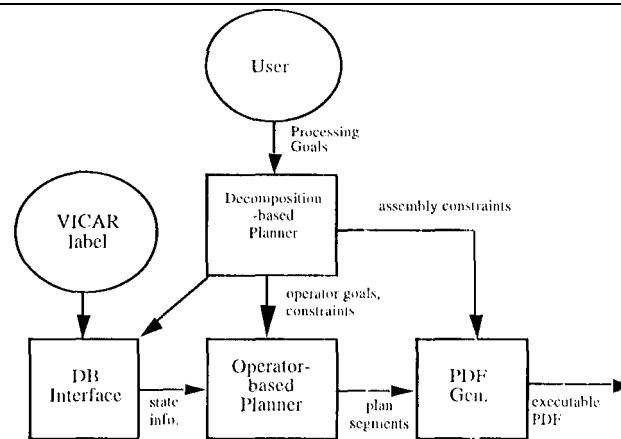 User
Processing
Goals
Decomposition
-based
Planner
VICAR
label
assembly constraints
operator goals,
constraints
DB
Interface
state
info.
Operator-
based
Planner
plan
segments
PDF
Gen.
executable
PDF